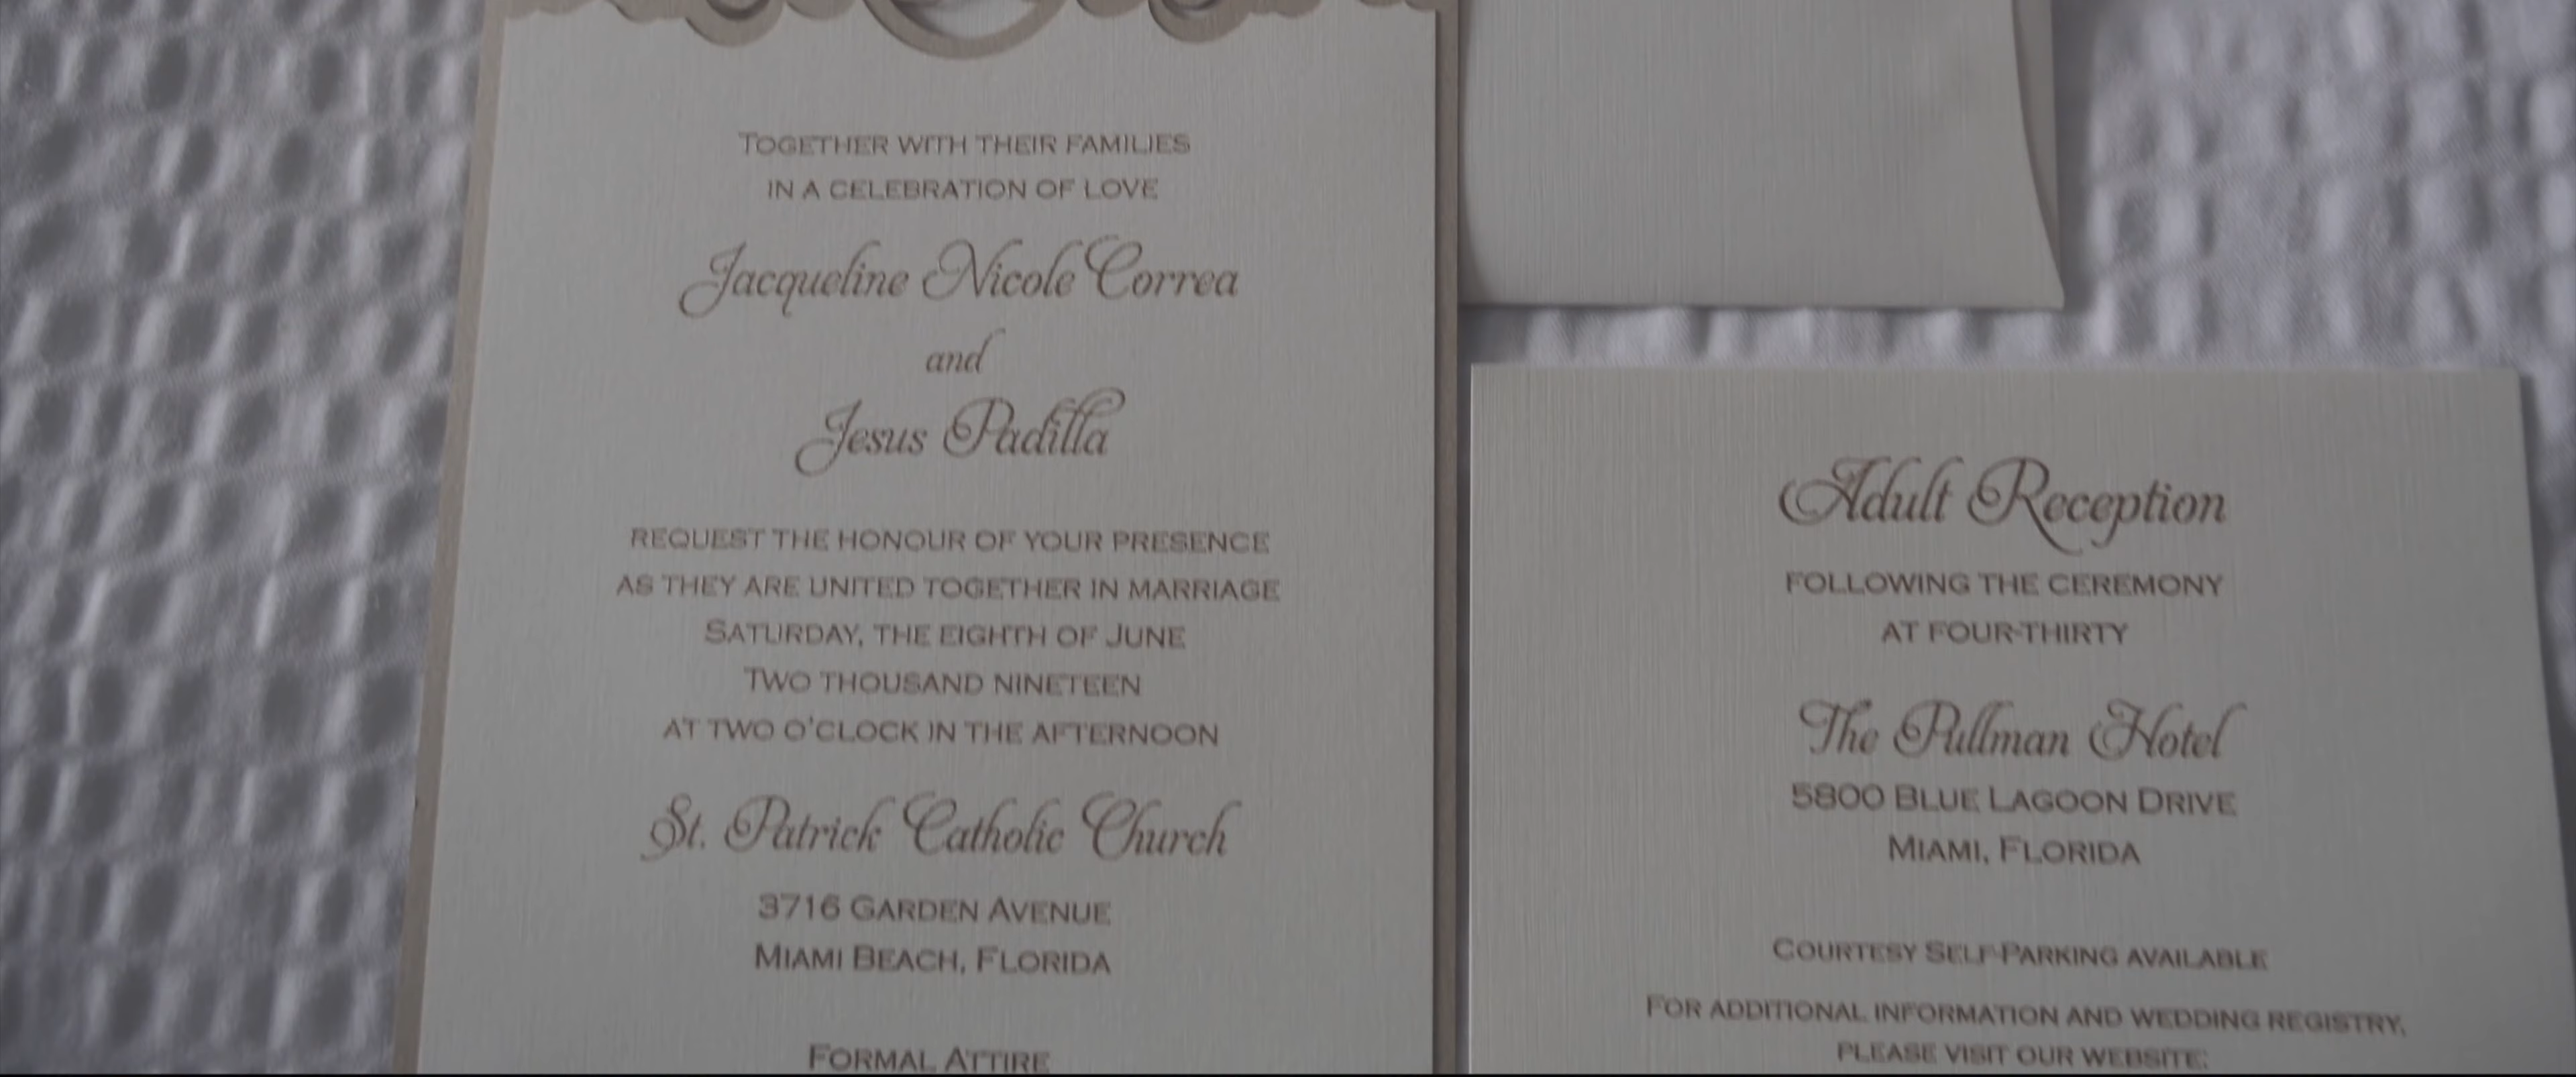 Together with their families
in a celebration of love
Jacqueline Nicole Correa
and
Jesus Padilla
request the honour of your presence
as they are united together in marriage
Saturday, the eighth of June
Two thousand nineteen
at two o'clock in the afternoon
St. Patrick Catholic Church
3716 Garden Avenue
Miami Beach, Florida
Formal Attire
Adult Reception
following the ceremony
at four-thirty
The Pullman Hotel
5800 Blue Lagoon Drive
Miami, Florida
Courtesy Self-Parking available
For additional information and wedding registry,
please visit our website: